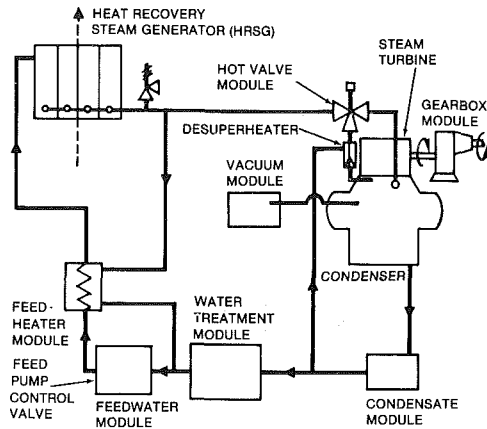 HEAT RECOVERY
STEAM GENERATOR (HRSG)
STEAM
TURBINE
HOT VALVE
MODULE
GEARBOX
MODULE
DESUPERHEATER
VACUUM
MODULE
CONDENSER
FEED-
HEATER
MODULE
WATER
TREATMENT
MODULE
FEED
PUMP
CONTROL
VALVE
FEEDWATER
MODULE
CONDENSATE
MODULE